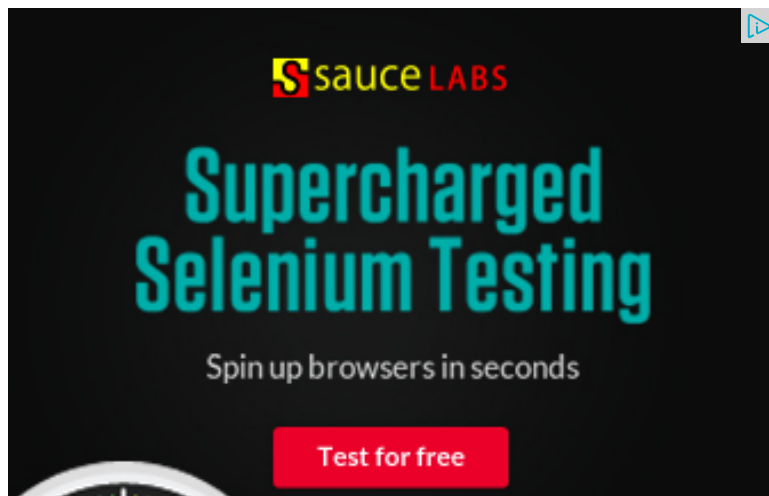 sauce LABS
Supercharged
Selenium Testing
Spin up browsers in seconds
Test for free